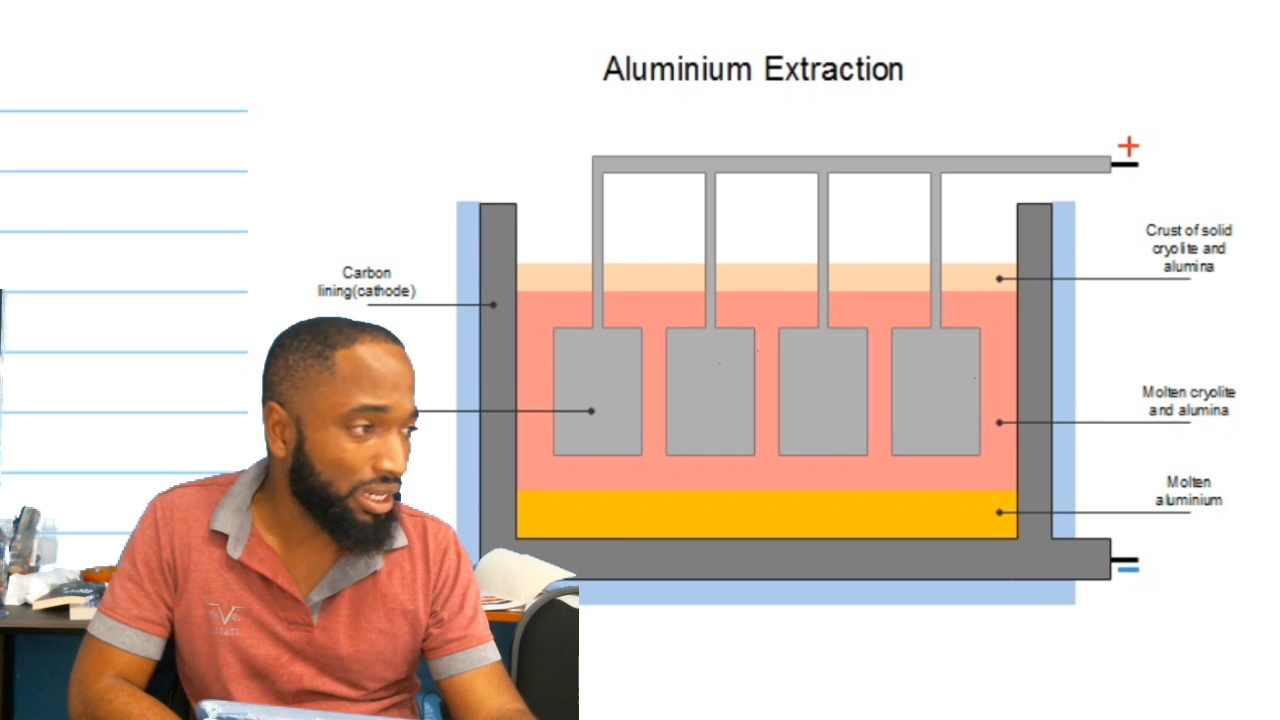 Aluminium Extraction
+
Crust of solid
cryolite and
alumina
Carbon
lining(cathode)
Molten cryolite
and alumina
Molten
aluminium
V